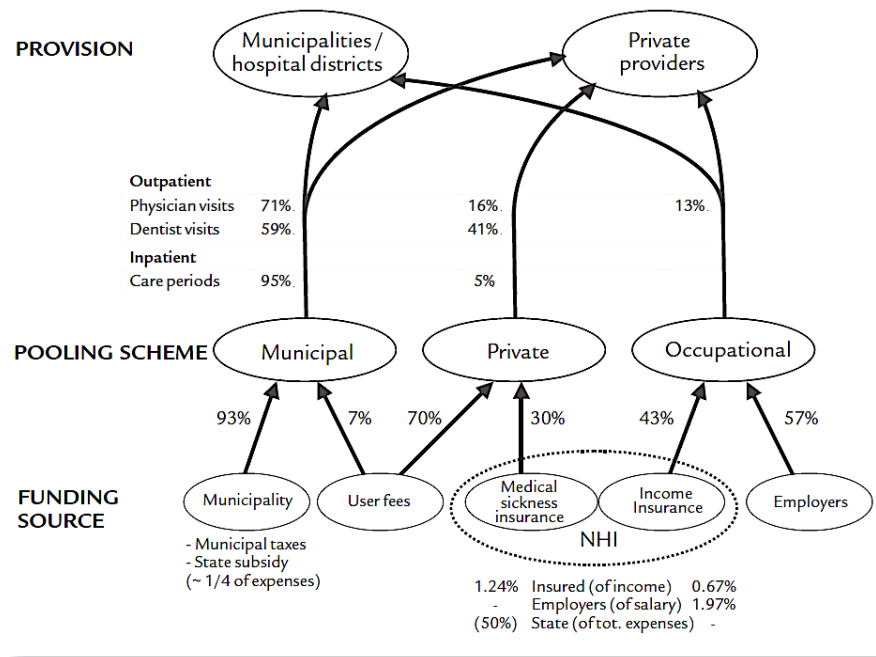 PROVISION
Municipalities /
hospital districts
Private
providers
Outpatient
Physician visits 71%. 16%. 13%.
Dentist visits 59%. 41%.
Inpatient
Care periods 95%. 5%
POOLING SCHEME
Municipal
Private
Occupational
93% 7% 70% 30% 43% 57%
FUNDING
SOURCE
Municipality
User fees
Medical
sickness
insurance
Income
Insurance
Employers
NHI
- Municipal taxes
- State subsidy
(~ 1/4 of expenses)
1.24% Insured (of income) 0.67%
- Employers (of salary) 1.97%
(50%) State (of tot. expenses) -